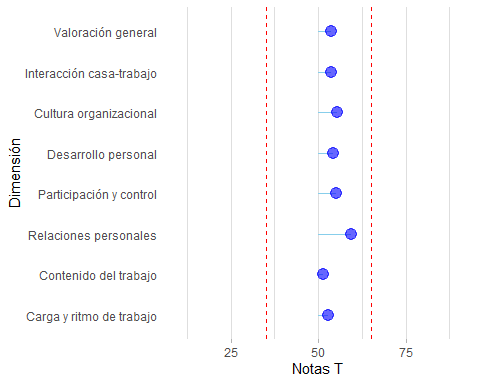 Valoración general
Interacción casa-trabajo
Cultura organizacional
Desarrollo personal
Participación y control
Relaciones personales
Contenido del trabajo
Carga y ritmo de trabajo
Dimensión
25 50 75
Notas T